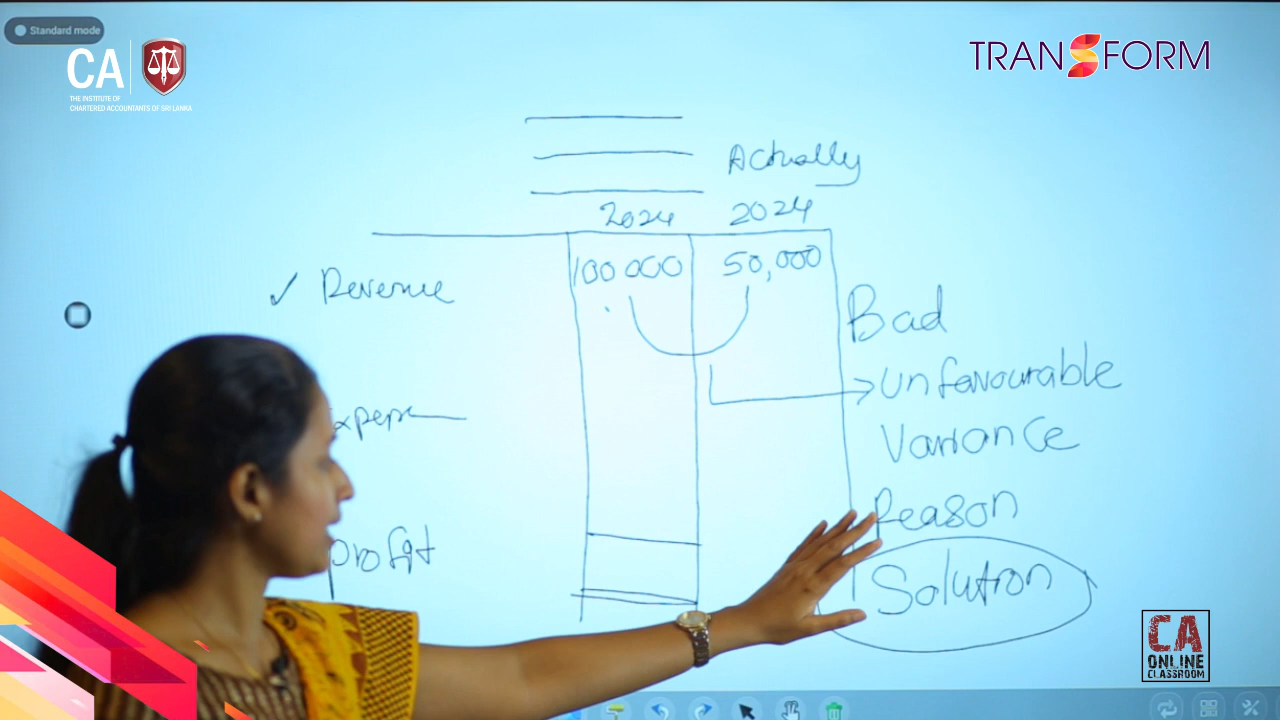 Standard mode
CA
THE INSTITUTE OF
CHARTERED ACCOUNTANTS OF SRI LANKA
TRANSFORM
Actually
2024 2024
✓ Revenue 100 000 50,000
Bad
→ Unfavourable
Variance
Reason
Profit
Solution
CA
ONLINE
CLASSROOM